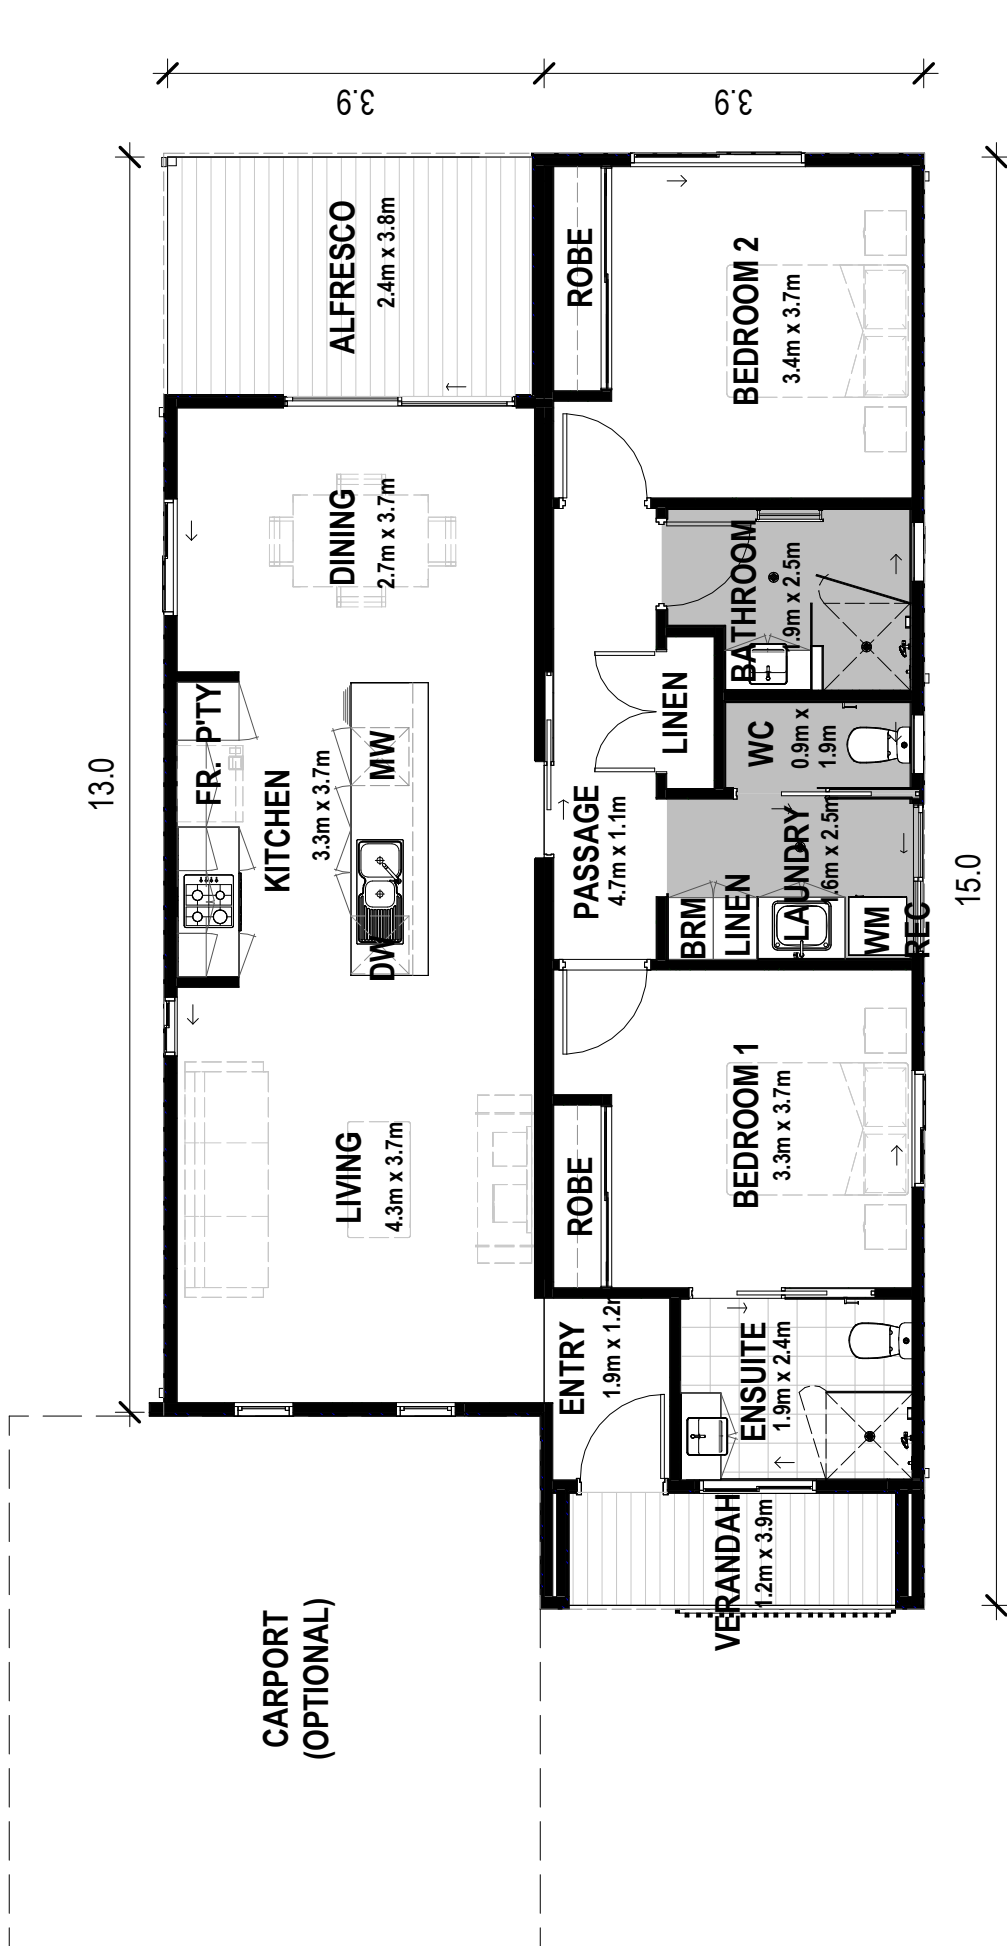 3.9
3.9
13.0
15.0
ALFRESCO
2.4m x 3.8m
ROBE
BEDROOM 2
3.4m x 3.7m
DINING
2.7m x 3.7m
BATHROOM
.9m x 2.5m
LINEN
WC
0.9m x
1.9m
P'TY
FR.
KITCHEN
3.3m x 3.7m
MW
DW
PASSAGE
4.7m x 1.1m
LAUNDRY
.6m x 2.5m
BRM
LINEN
WM
REC
LIVING
4.3m x 3.7m
ROBE
BEDROOM 1
3.3m x 3.7m
ENTRY
1.9m x 1.2
ENSUITE
1.9m x 2.4m
VERANDAH
1.2m x 3.9m
CARPORT
(OPTIONAL)